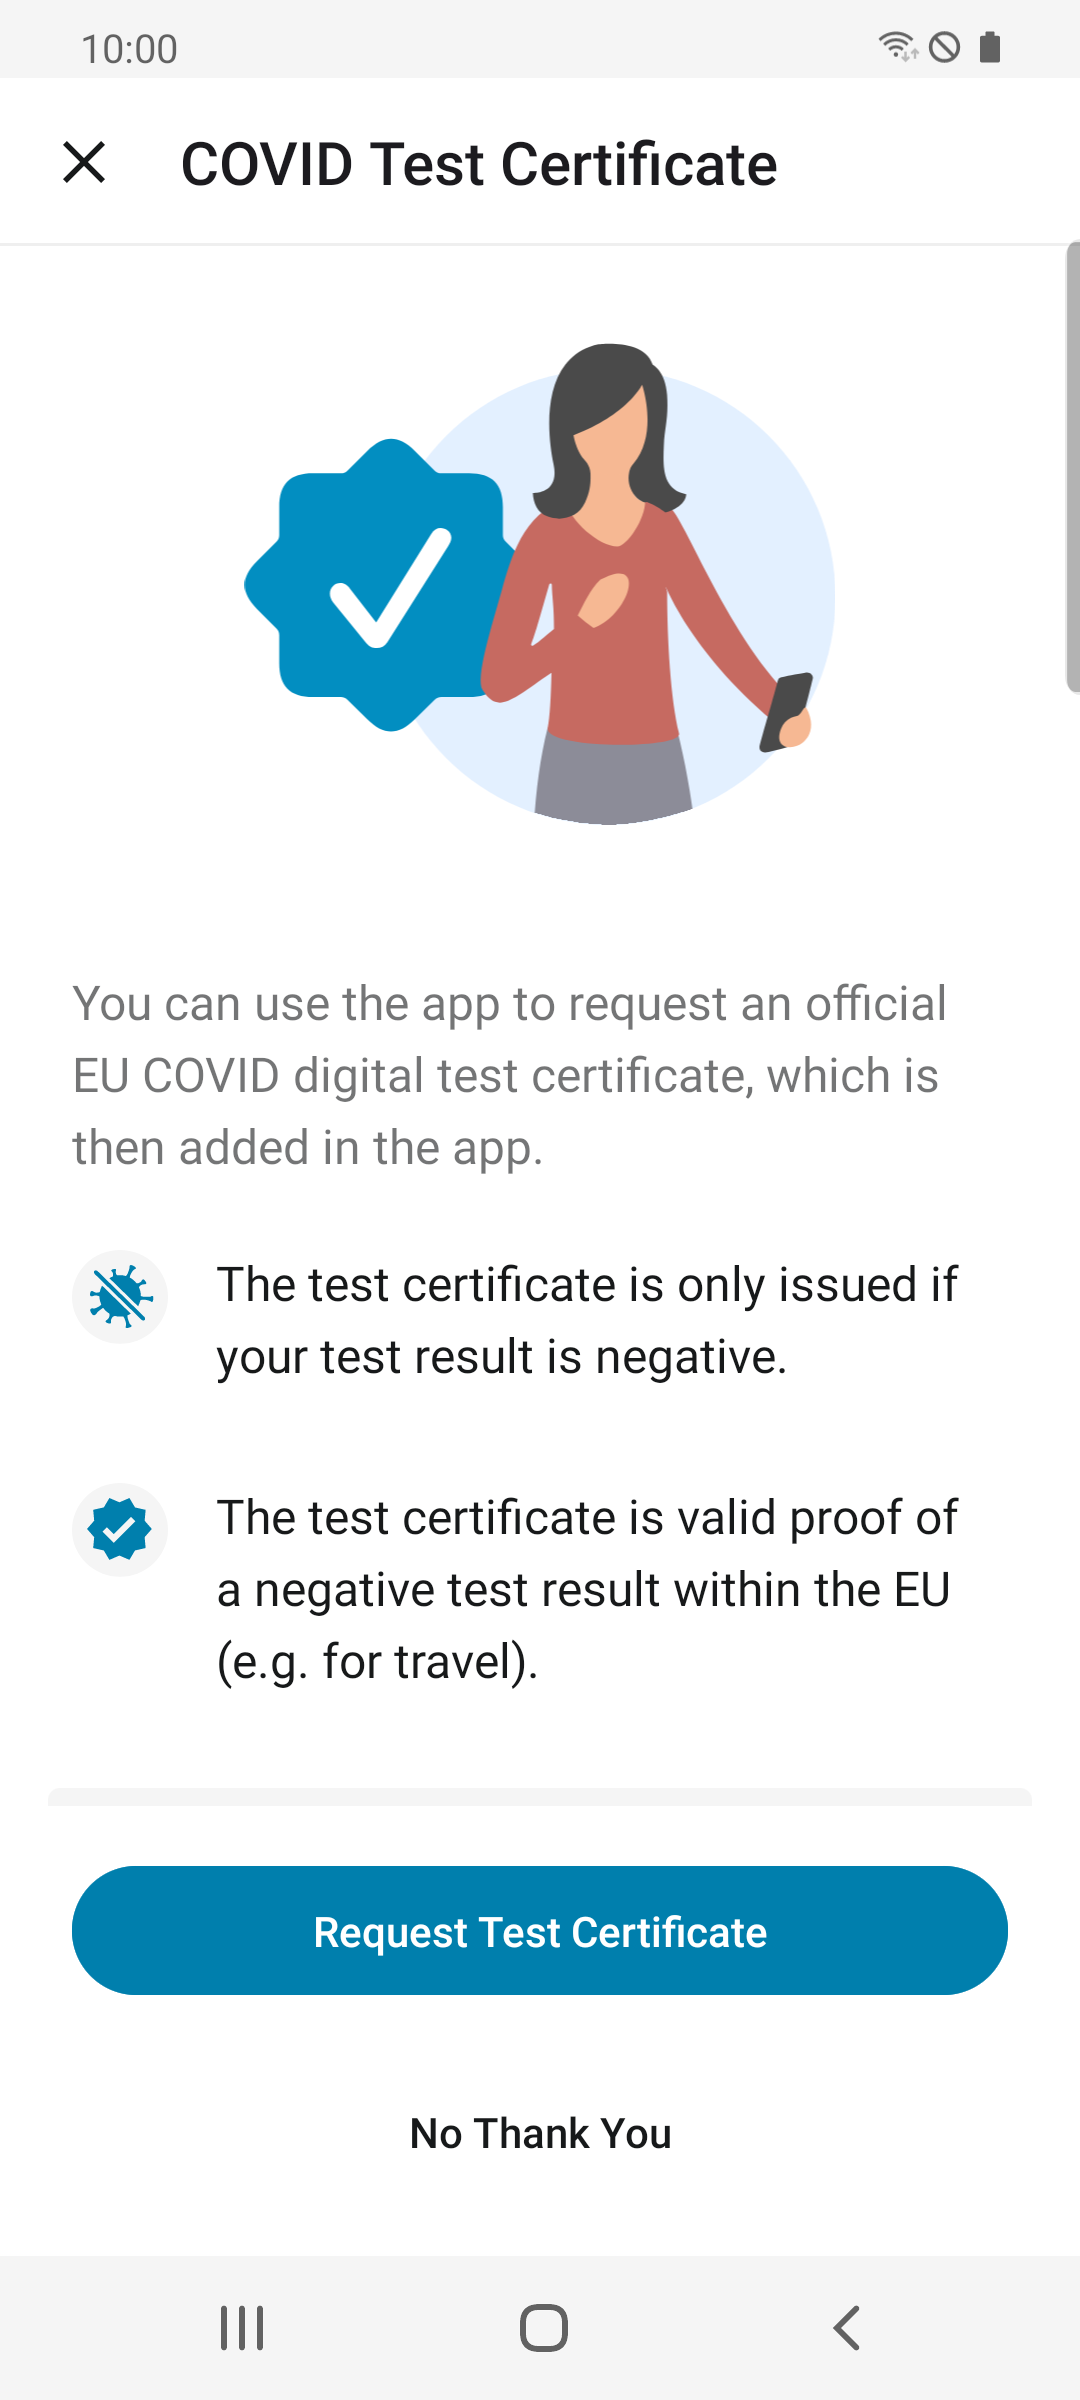 10:00
COVID Test Certificate
You can use the app to request an official
EU COVID digital test certificate, which is
then added in the app.
The test certificate is only issued if
your test result is negative.
The test certificate is valid proof of
a negative test result within the EU
(e.g. for travel).
Request Test Certificate
No Thank You